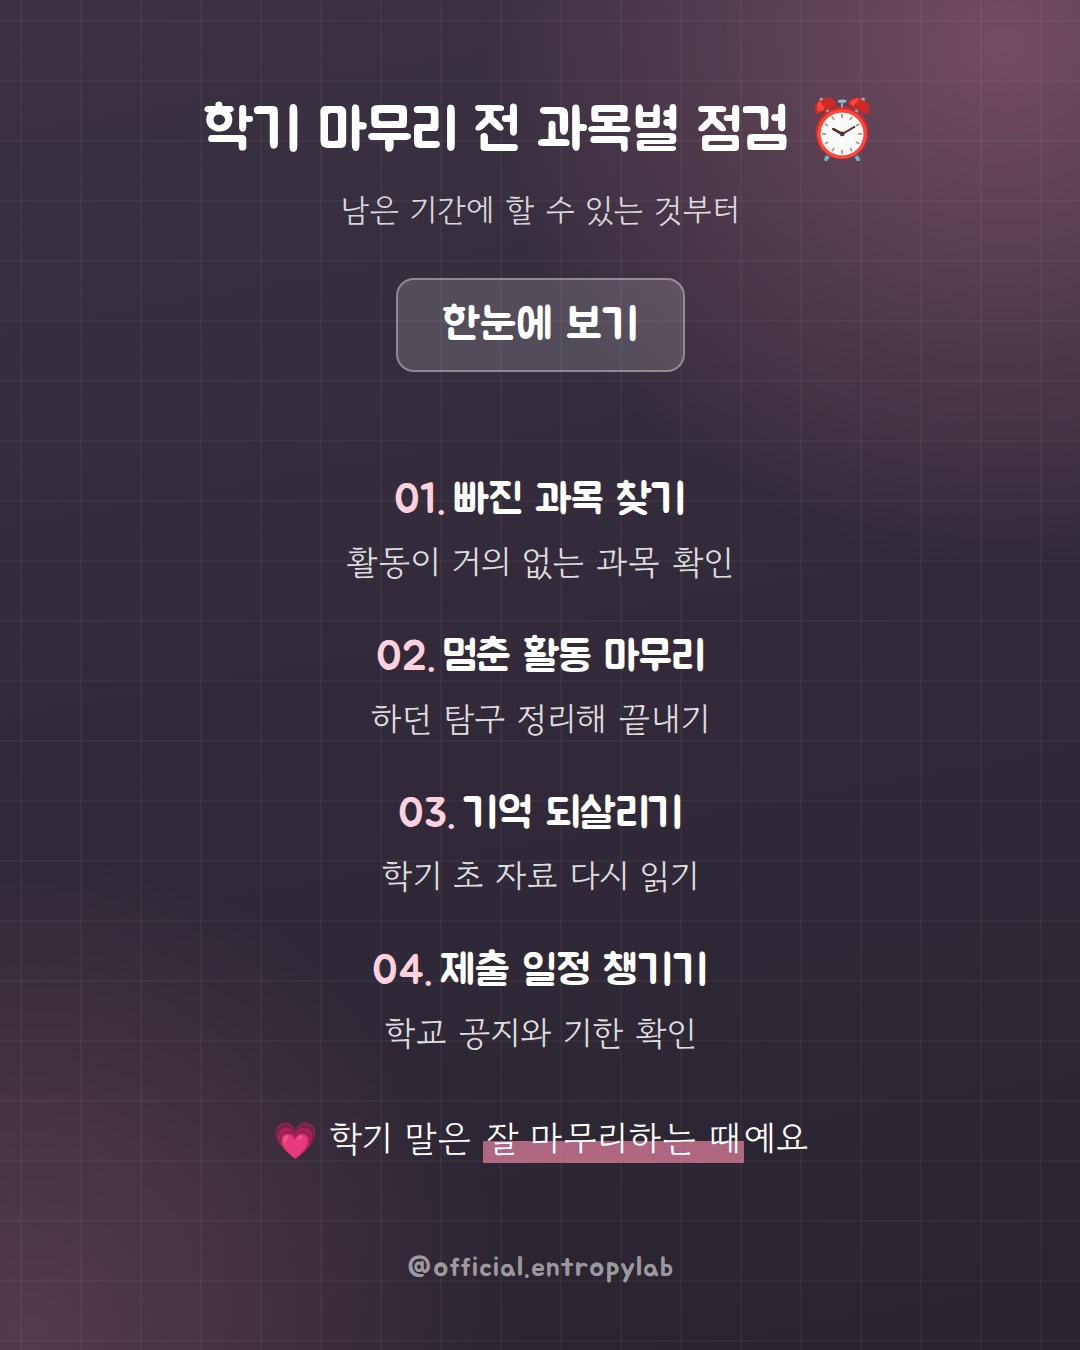 학기 마무리 전 과목별 점검 ⏰
남은 기간에 할 수 있는 것부터
한눈에 보기
01. 빠진 과목 찾기
활동이 거의 없는 과목 확인
02. 멈춘 활동 마무리
하던 탐구 정리해 끝내기
03. 기억 되살리기
학기 초 자료 다시 읽기
04. 제출 일정 챙기기
학교 공지와 기한 확인
💗 학기 말은 잘 마무리하는 때예요
@official.entropylab